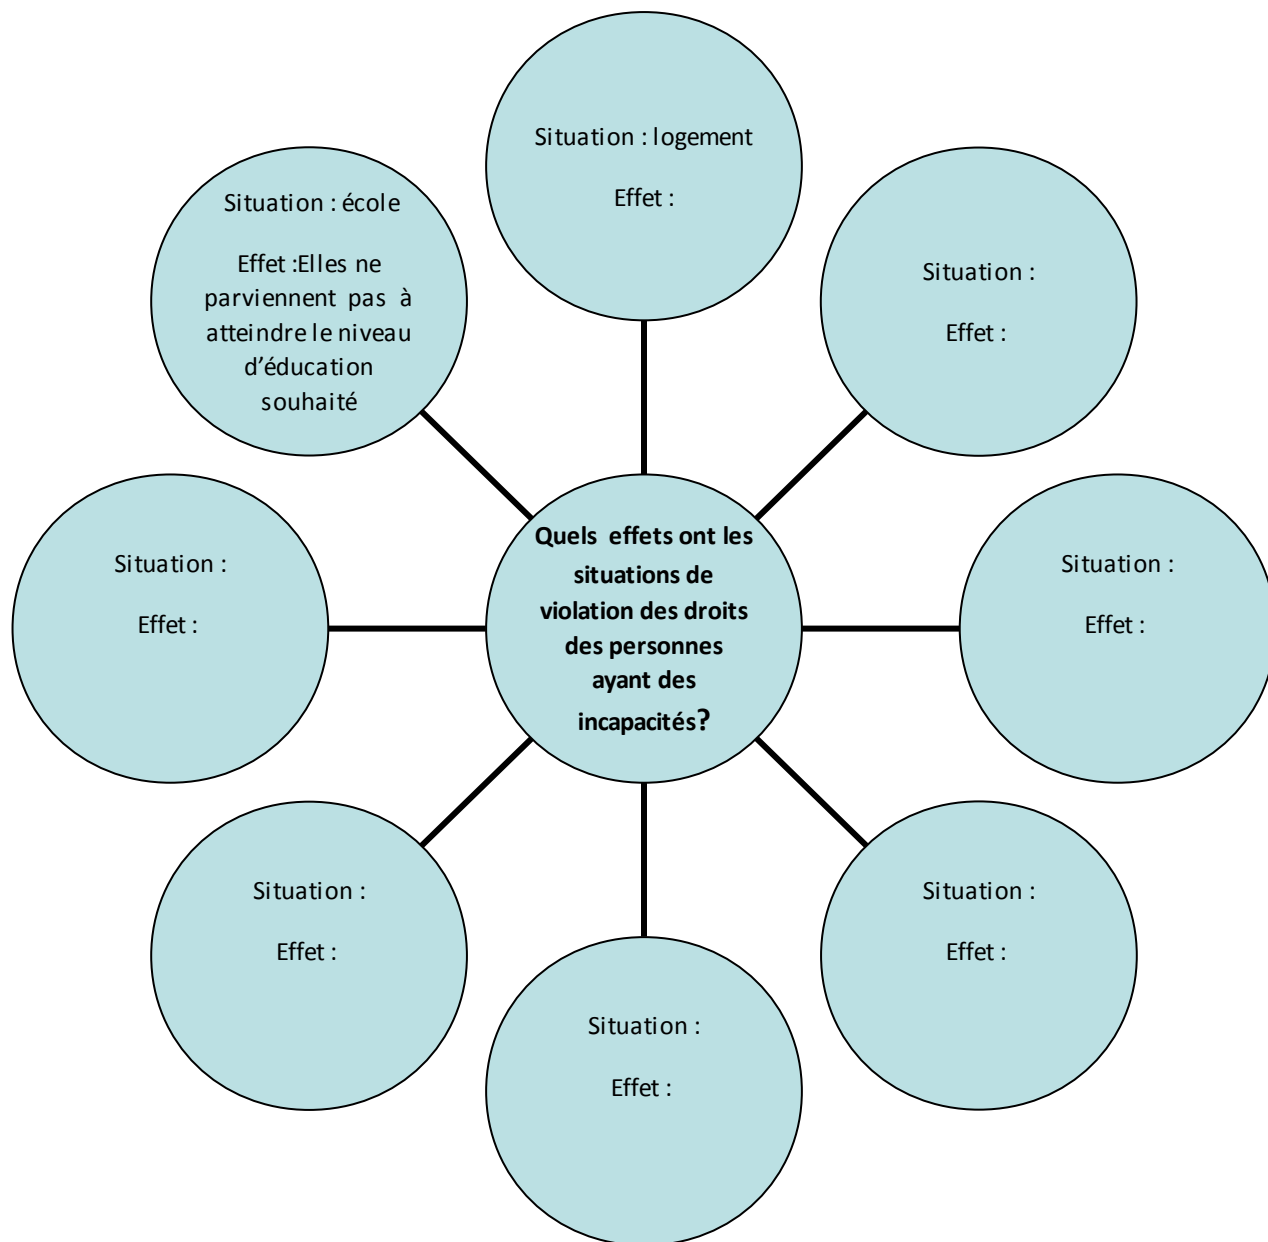 Situation : logement
Effet :
Situation : école
Effet :Elles ne
parviennent pas à
atteindre le niveau
d’éducation
souhaité
Situation :
Effet :
Quels effets ont les
situations de
violation des droits
des personnes
ayant des
incapacités?
Situation :
Effet :
Situation :
Effet :
Situation :
Effet :
Situation :
Effet :
Situation :
Effet :